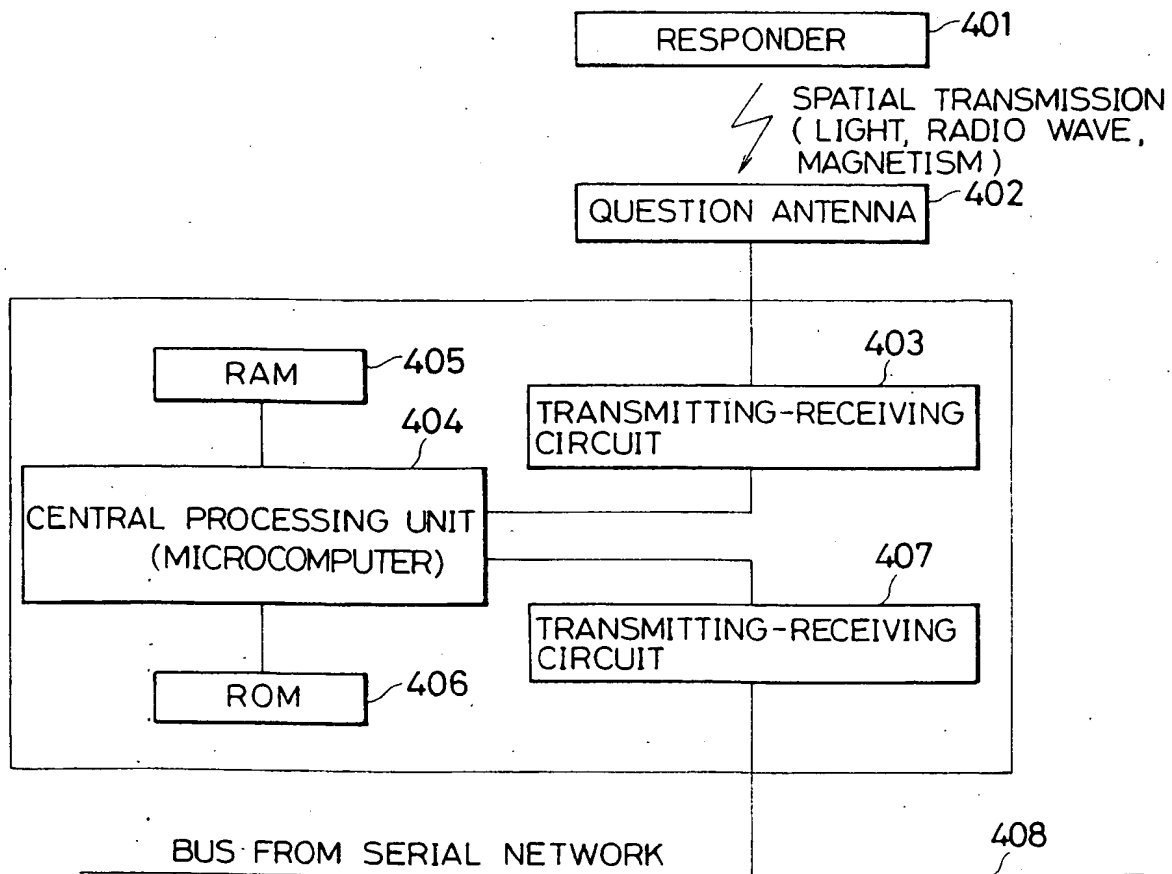 RESPONDER
401
SPATIAL TRANSMISSION
(LIGHT, RADIO WAVE,
MAGNETISM)
402
QUESTION ANTENNA
403
RAM
405
TRANSMITTING-RECEIVING
CIRCUIT
404
CENTRAL PROCESSING UNIT
(MICROCOMPUTER)
407
TRANSMITTING-RECEIVING
CIRCUIT
ROM
406
BUS FROM SERIAL NETWORK
408